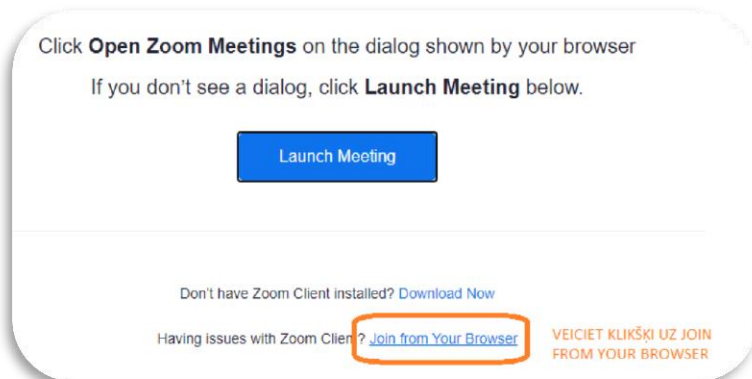 Click Open Zoom Meetings on the dialog shown by your browser
If you don't see a dialog, click Launch Meeting below.
Launch Meeting
Don't have Zoom Client installed? Download Now
Having issues with Zoom Client? Join from Your Browser
VEICIET KLIKŠĶI UZ JOIN
FROM YOUR BROWSER